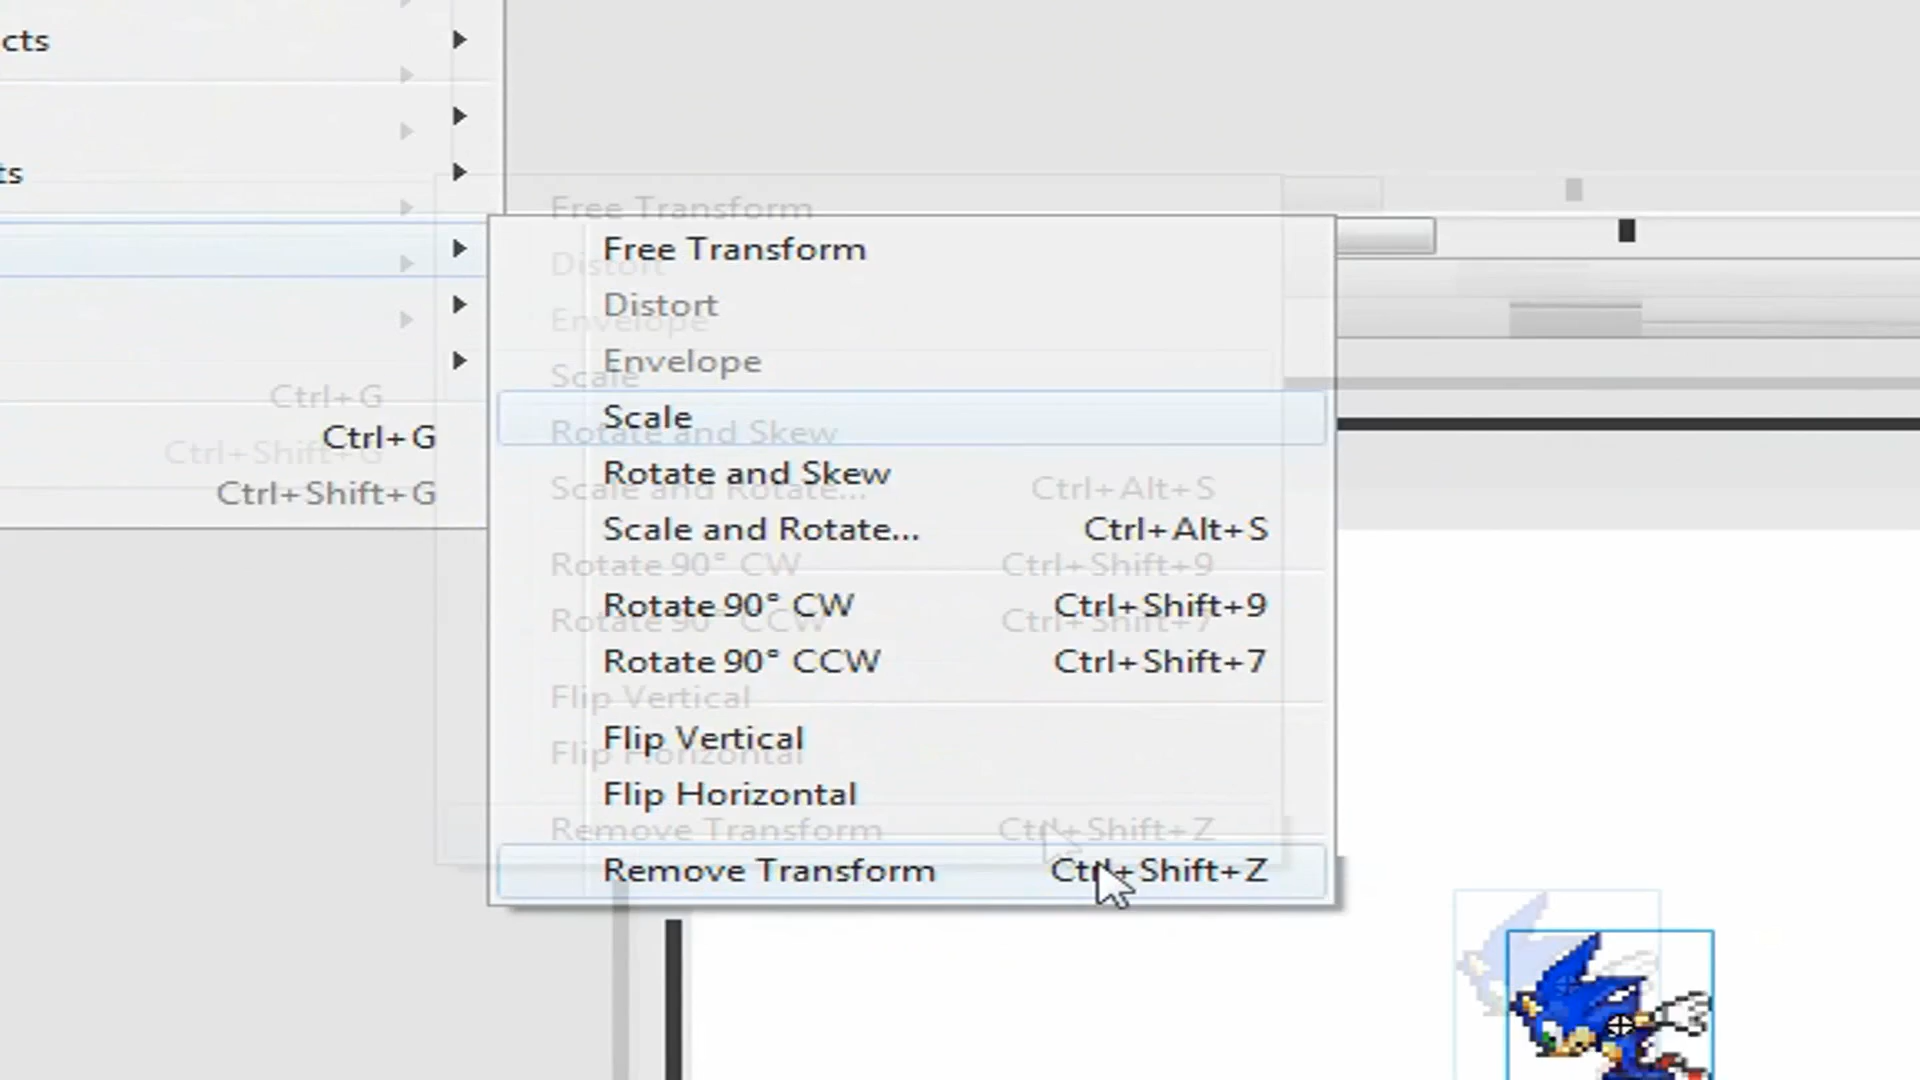 cts
ts
Free Transform
Distort
Envelope
Scale
Ctrl+G
Rotate and Skew
Ctrl+Shift+G
Scale and Rotate... Ctrl+Alt+S
Rotate 90° CW Ctrl+Shift+9
Rotate 90° CCW Ctrl+Shift+7
Flip Vertical
Flip Horizontal
Remove Transform Ctrl+Shift+Z